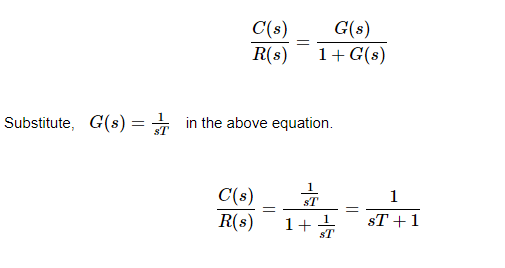 C(s)/R(s) = G(s)/(1 + G(s))
Substitute, G(s) = 1/sT in the above equation.
C(s)/R(s) = (1/sT)/(1 + 1/sT) = 1/(sT + 1)